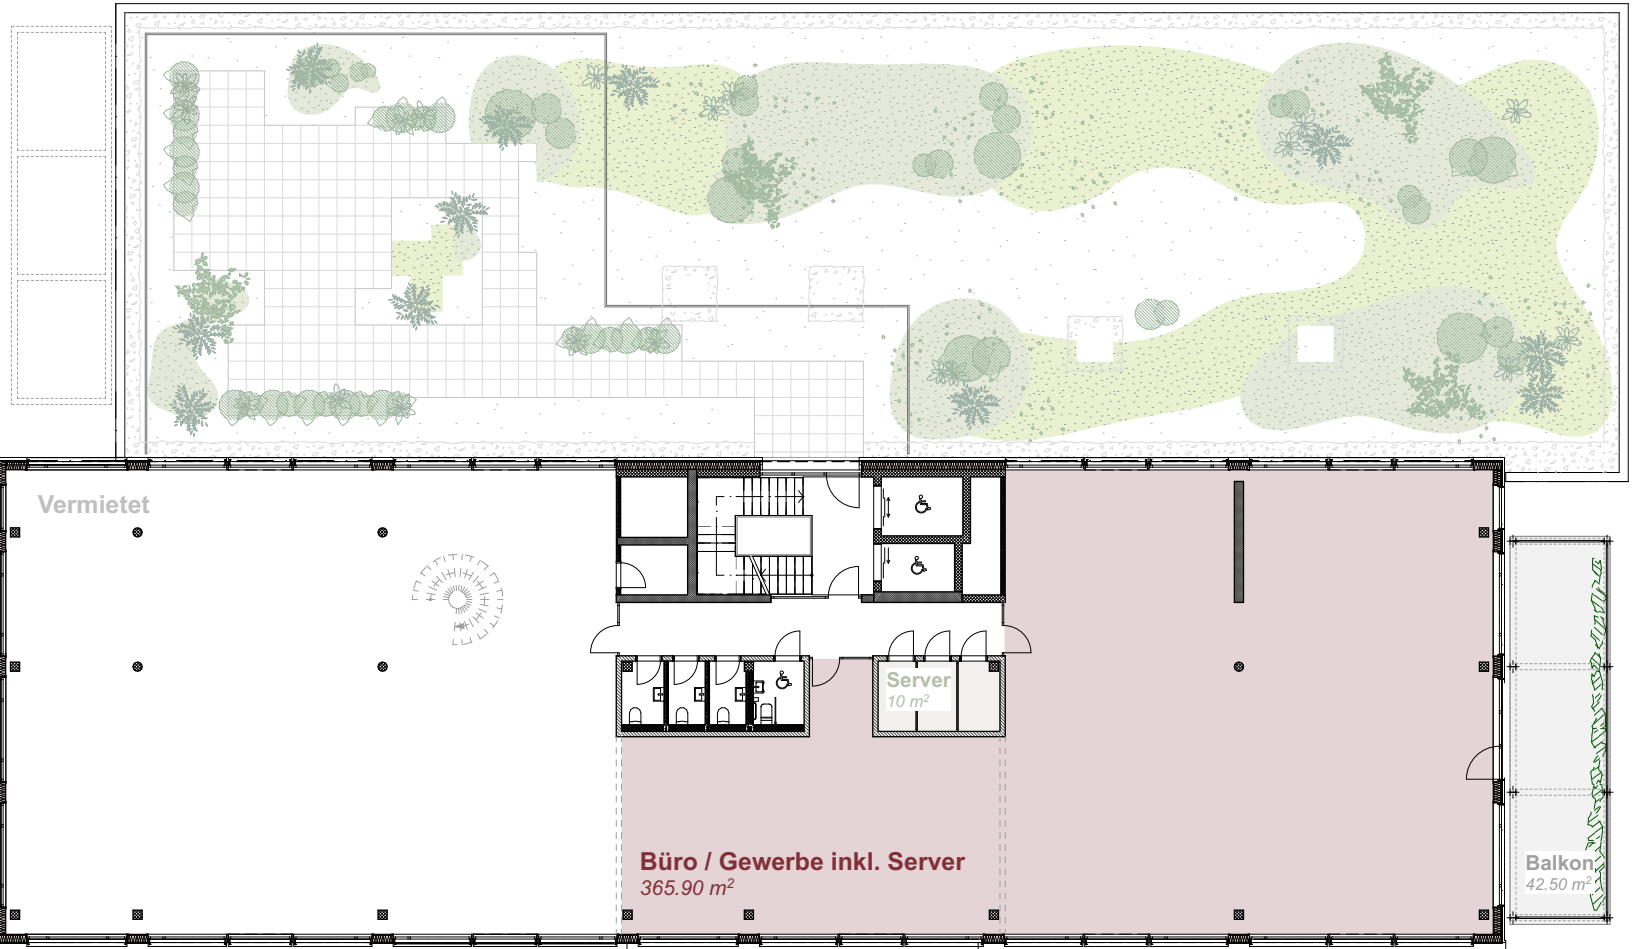 Vermietet
Server
10 m²
Büro / Gewerbe inkl. Server
365.90 m²
Balkon
42.50 m²